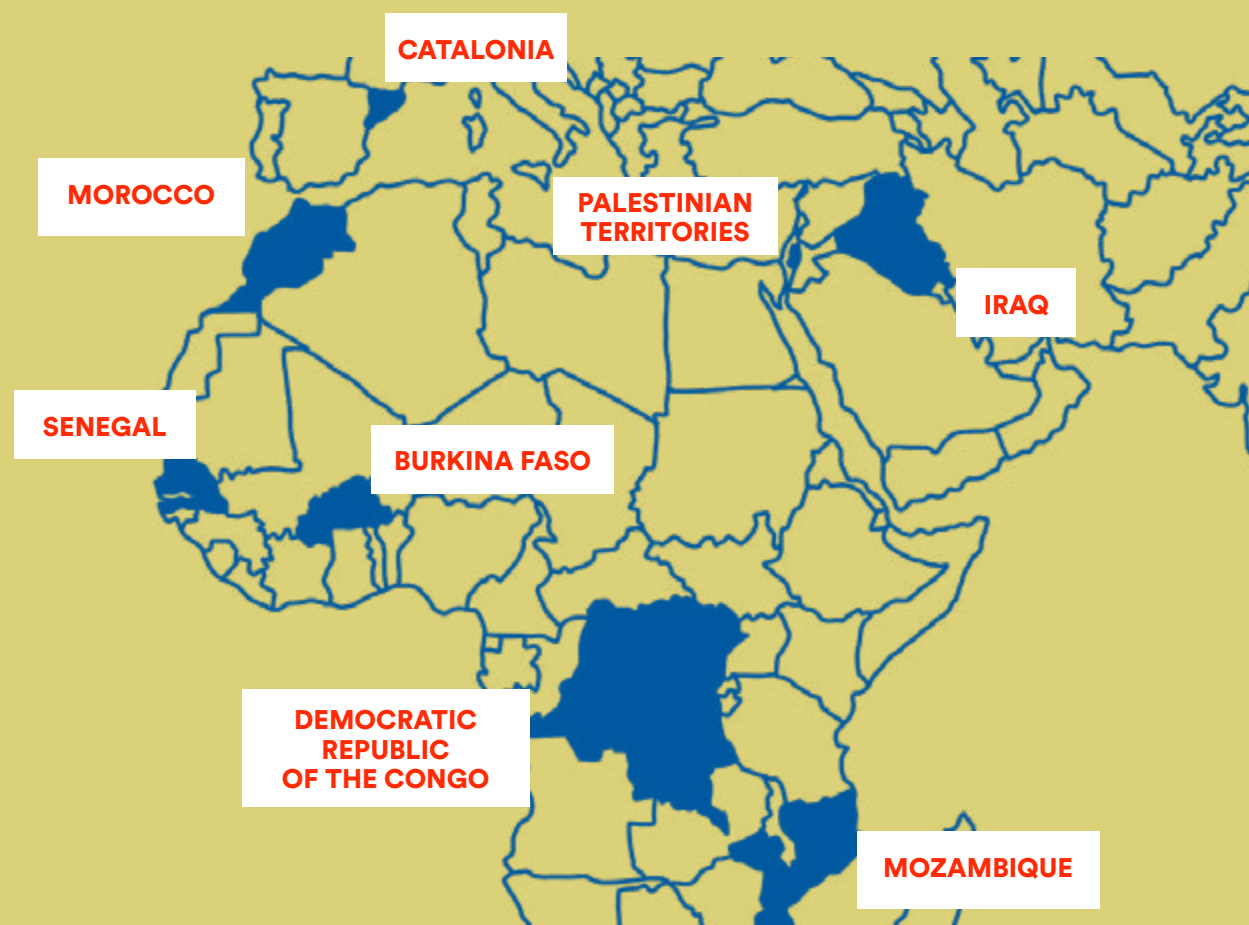 CATALONIA
MOROCCO
PALESTINIAN
TERRITORIES
IRAQ
SENEGAL
BURKINA FASO
DEMOCRATIC
REPUBLIC
OF THE CONGO
MOZAMBIQUE